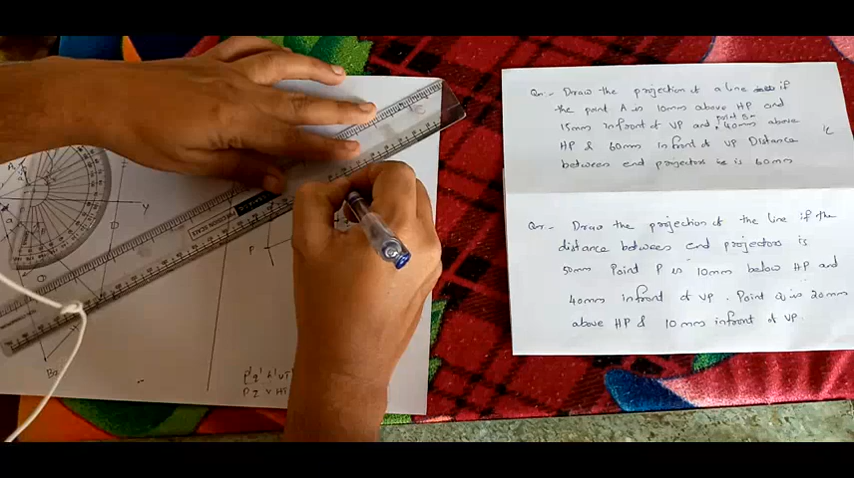 Qn:- Draw the projection of a line if
the point A is 10mm above HP and
15mm infront of VP and point B is 40mm above
HP & 60mm infront of VP Distance
between end projectors is 60mm
Qn:- Draw the projection of the line if the
distance between end projectors is
50mm Point P is 10mm below HP and
40mm infront of VP. Point Q is 20mm
above HP & 10mm infront of VP.
Y
P